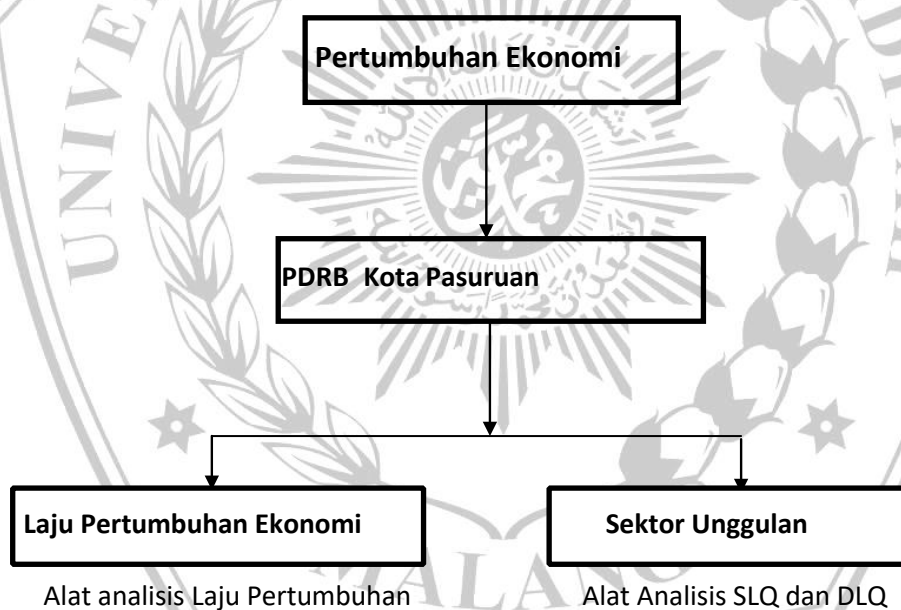 Pertumbuhan Ekonomi
PDRB Kota Pasuruan
Laju Pertumbuhan Ekonomi
Sektor Unggulan
Alat analisis Laju Pertumbuhan
Alat Analisis SLQ dan DLQ
MALANG